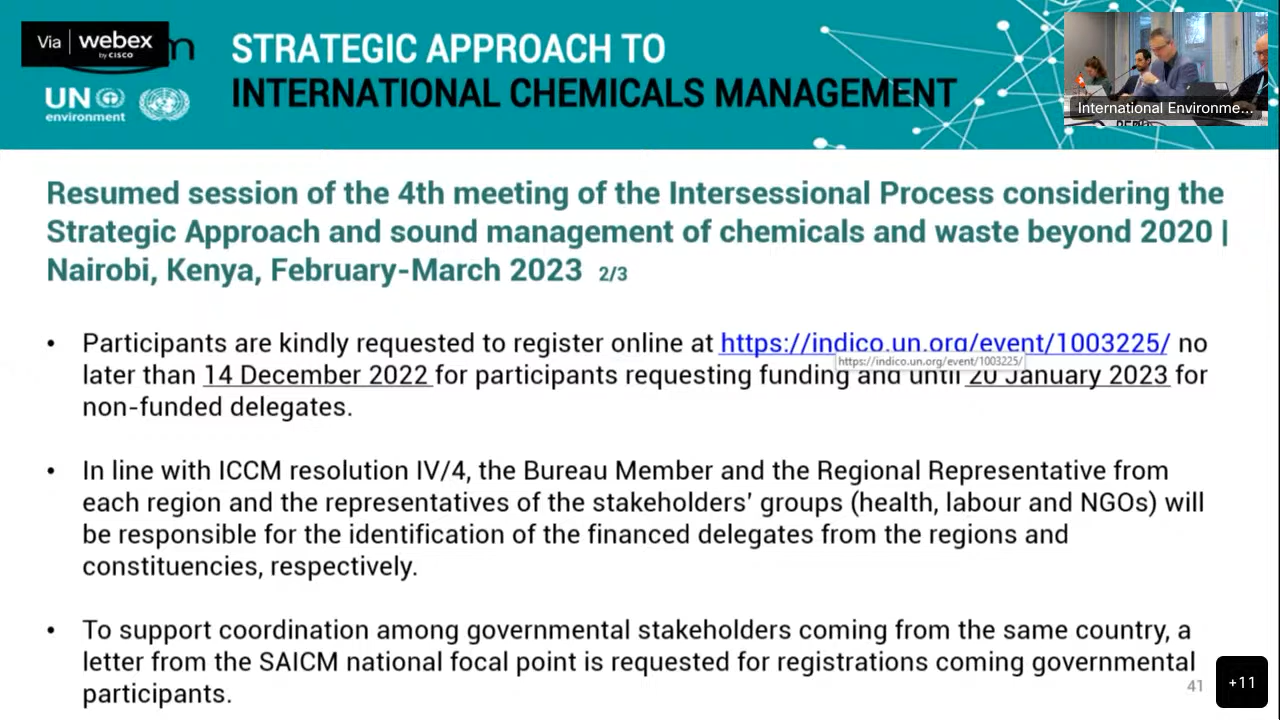 Via webex
by CISCO
m
STRATEGIC APPROACH TO
INTERNATIONAL CHEMICALS MANAGEMENT
UN
environment
International Environme...
Resumed session of the 4th meeting of the Intersessional Process considering the
Strategic Approach and sound management of chemicals and waste beyond 2020 |
Nairobi, Kenya, February-March 2023 2/3
• Participants are kindly requested to register online at https://indico.un.org/event/1003225/ no
https://indico.un.org/event/1003225/
later than 14 December 2022 for participants requesting funding and until 20 January 2023 for
non-funded delegates.
• In line with ICCM resolution IV/4, the Bureau Member and the Regional Representative from
each region and the representatives of the stakeholders' groups (health, labour and NGOs) will
be responsible for the identification of the financed delegates from the regions and
constituencies, respectively.
• To support coordination among governmental stakeholders coming from the same country, a
letter from the SAICM national focal point is requested for registrations coming governmental
participants.
41
+11